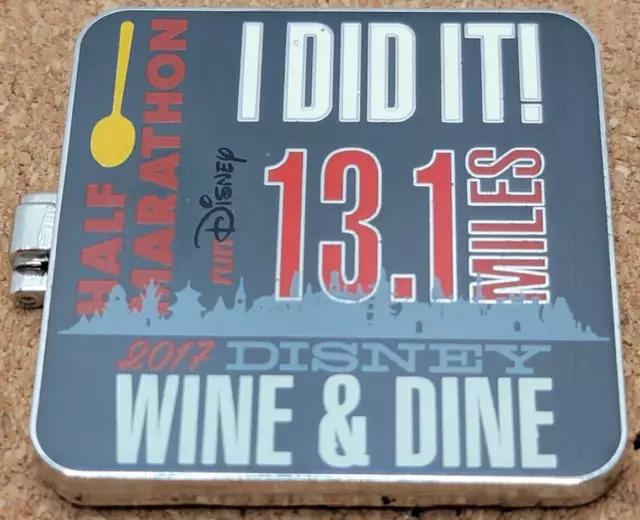 I DID IT!
HALF
MARATHON
runDisney
13.1
MILES
2017 DISNEY
WINE & DINE